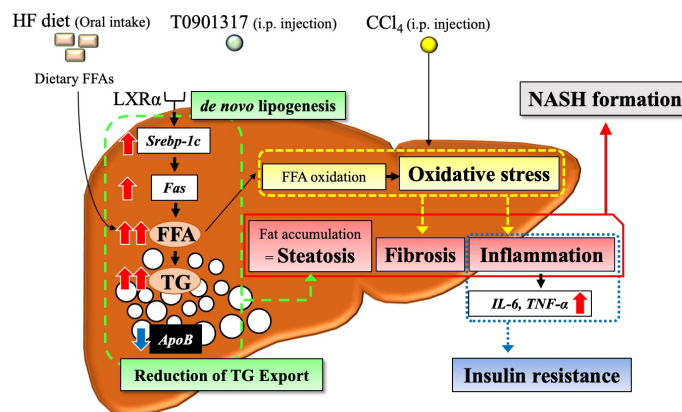 HF diet (Oral intake)
T0901317 (i.p. injection)
CCl4 (i.p. injection)
Dietary FFAs
LXRα
de novo lipogenesis
NASH formation
Srebp-1c
Fas
FFA oxidation
Oxidative stress
FFA
Fat accumulation
= Steatosis
Fibrosis
Inflammation
TG
IL-6, TNF-α
ApoB
Reduction of TG Export
Insulin resistance